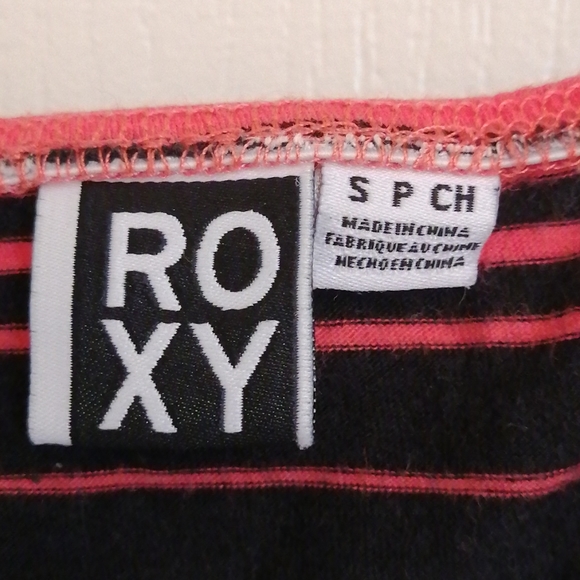 RO
XY
S P CH
MADE IN CHINA
FABRIQUE AU CHINE
HECHO EN CHINA